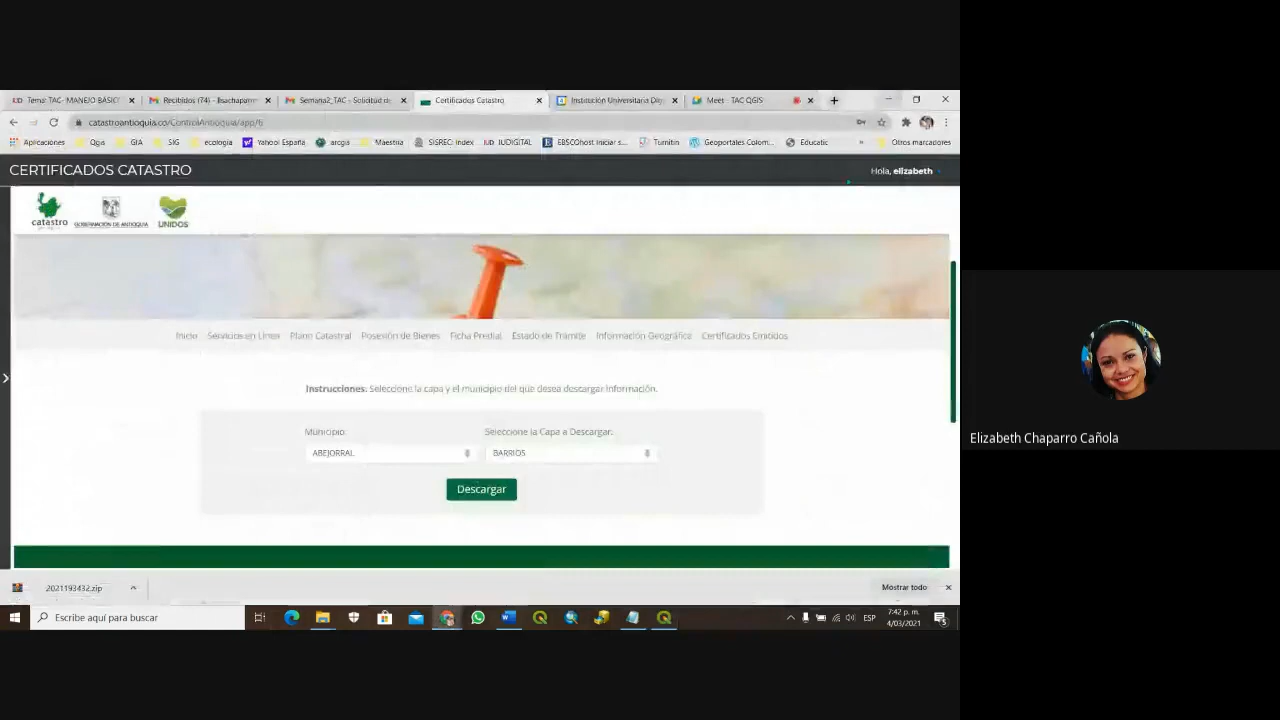 Tema: TAC- MANEJO BÁSIC
Recibidos (74) - lisachaparr
Semana2_TAC - Solicitud de
Certificados Catastro
Institución Universitaria Dig
Meet - TAC QGIS
catastroantioquia.co/ControlAntioquia/app/6
Aplicaciones
Qgis
GIA
SIG
ecologia
Yahoo! España
arcgis
Maestria
SISREC: Index
IUDIGITAL
EBSCOhost Iniciar s...
Turnitin
Geoportales Colom...
Educatic
»
Otros marcadores
CERTIFICADOS CATASTRO
Hola, elizabeth
catastro
GOBERNACIÓN DE ANTIOQUIA
UNIDOS
Inicio Servicios en Línea Plano Catastral Posesión de Bienes Ficha Predial Estado de Trámite Información Geográfica Certificados Emitidos
Instrucciones: Seleccione la capa y el municipio del que desea descargar información.
Municipio: Seleccione la Capa a Descargar:
ABEJORRAL BARRIOS
Descargar
2021193432.zip
Mostrar todo
Escribe aquí para buscar
ESP
7:42 p. m.
4/03/2021
Elizabeth Chaparro Cañola